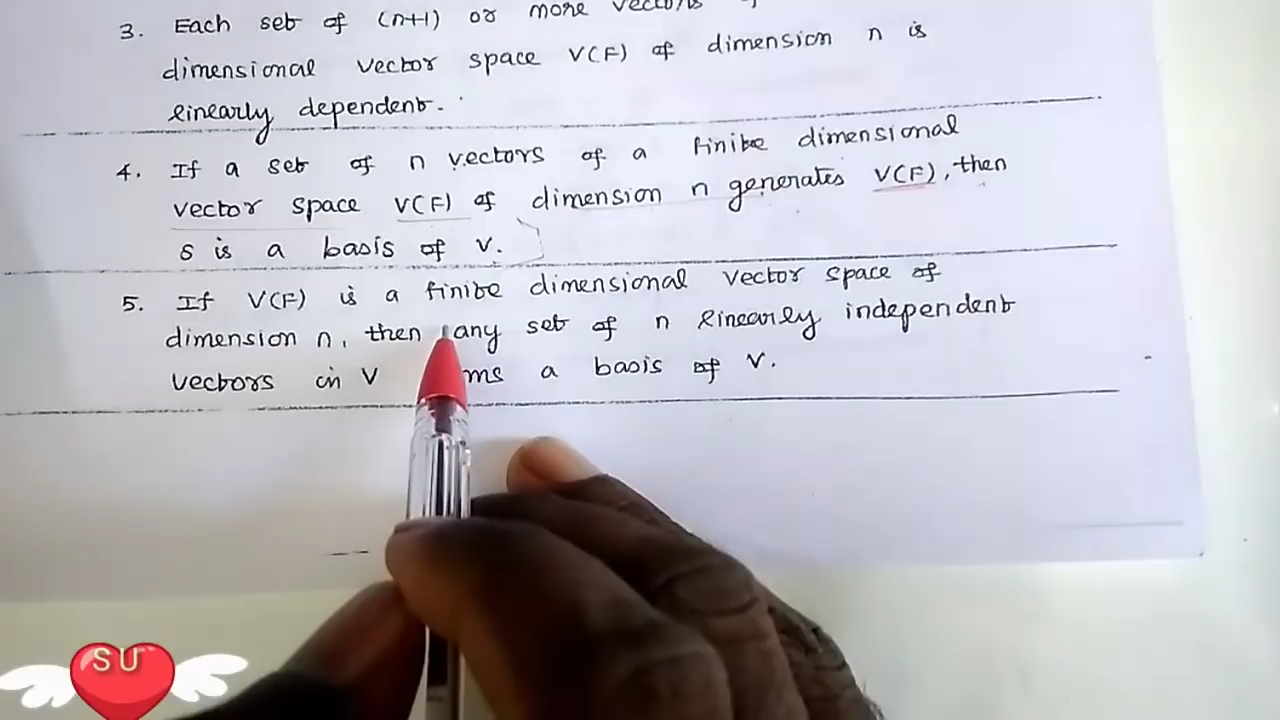 3. Each set of (n+1) or more vectors
dimensional vector space V(F) of dimension n is
linearly dependent.
4. If a set of n vectors of a finite dimensional
vector space V(F) of dimension n generates V(F), then
S is a basis of V.
5. If V(F) is a finite dimensional vector space of
dimension n, then any set of n linearly independent
vectors in V ms a basis of V.
SU